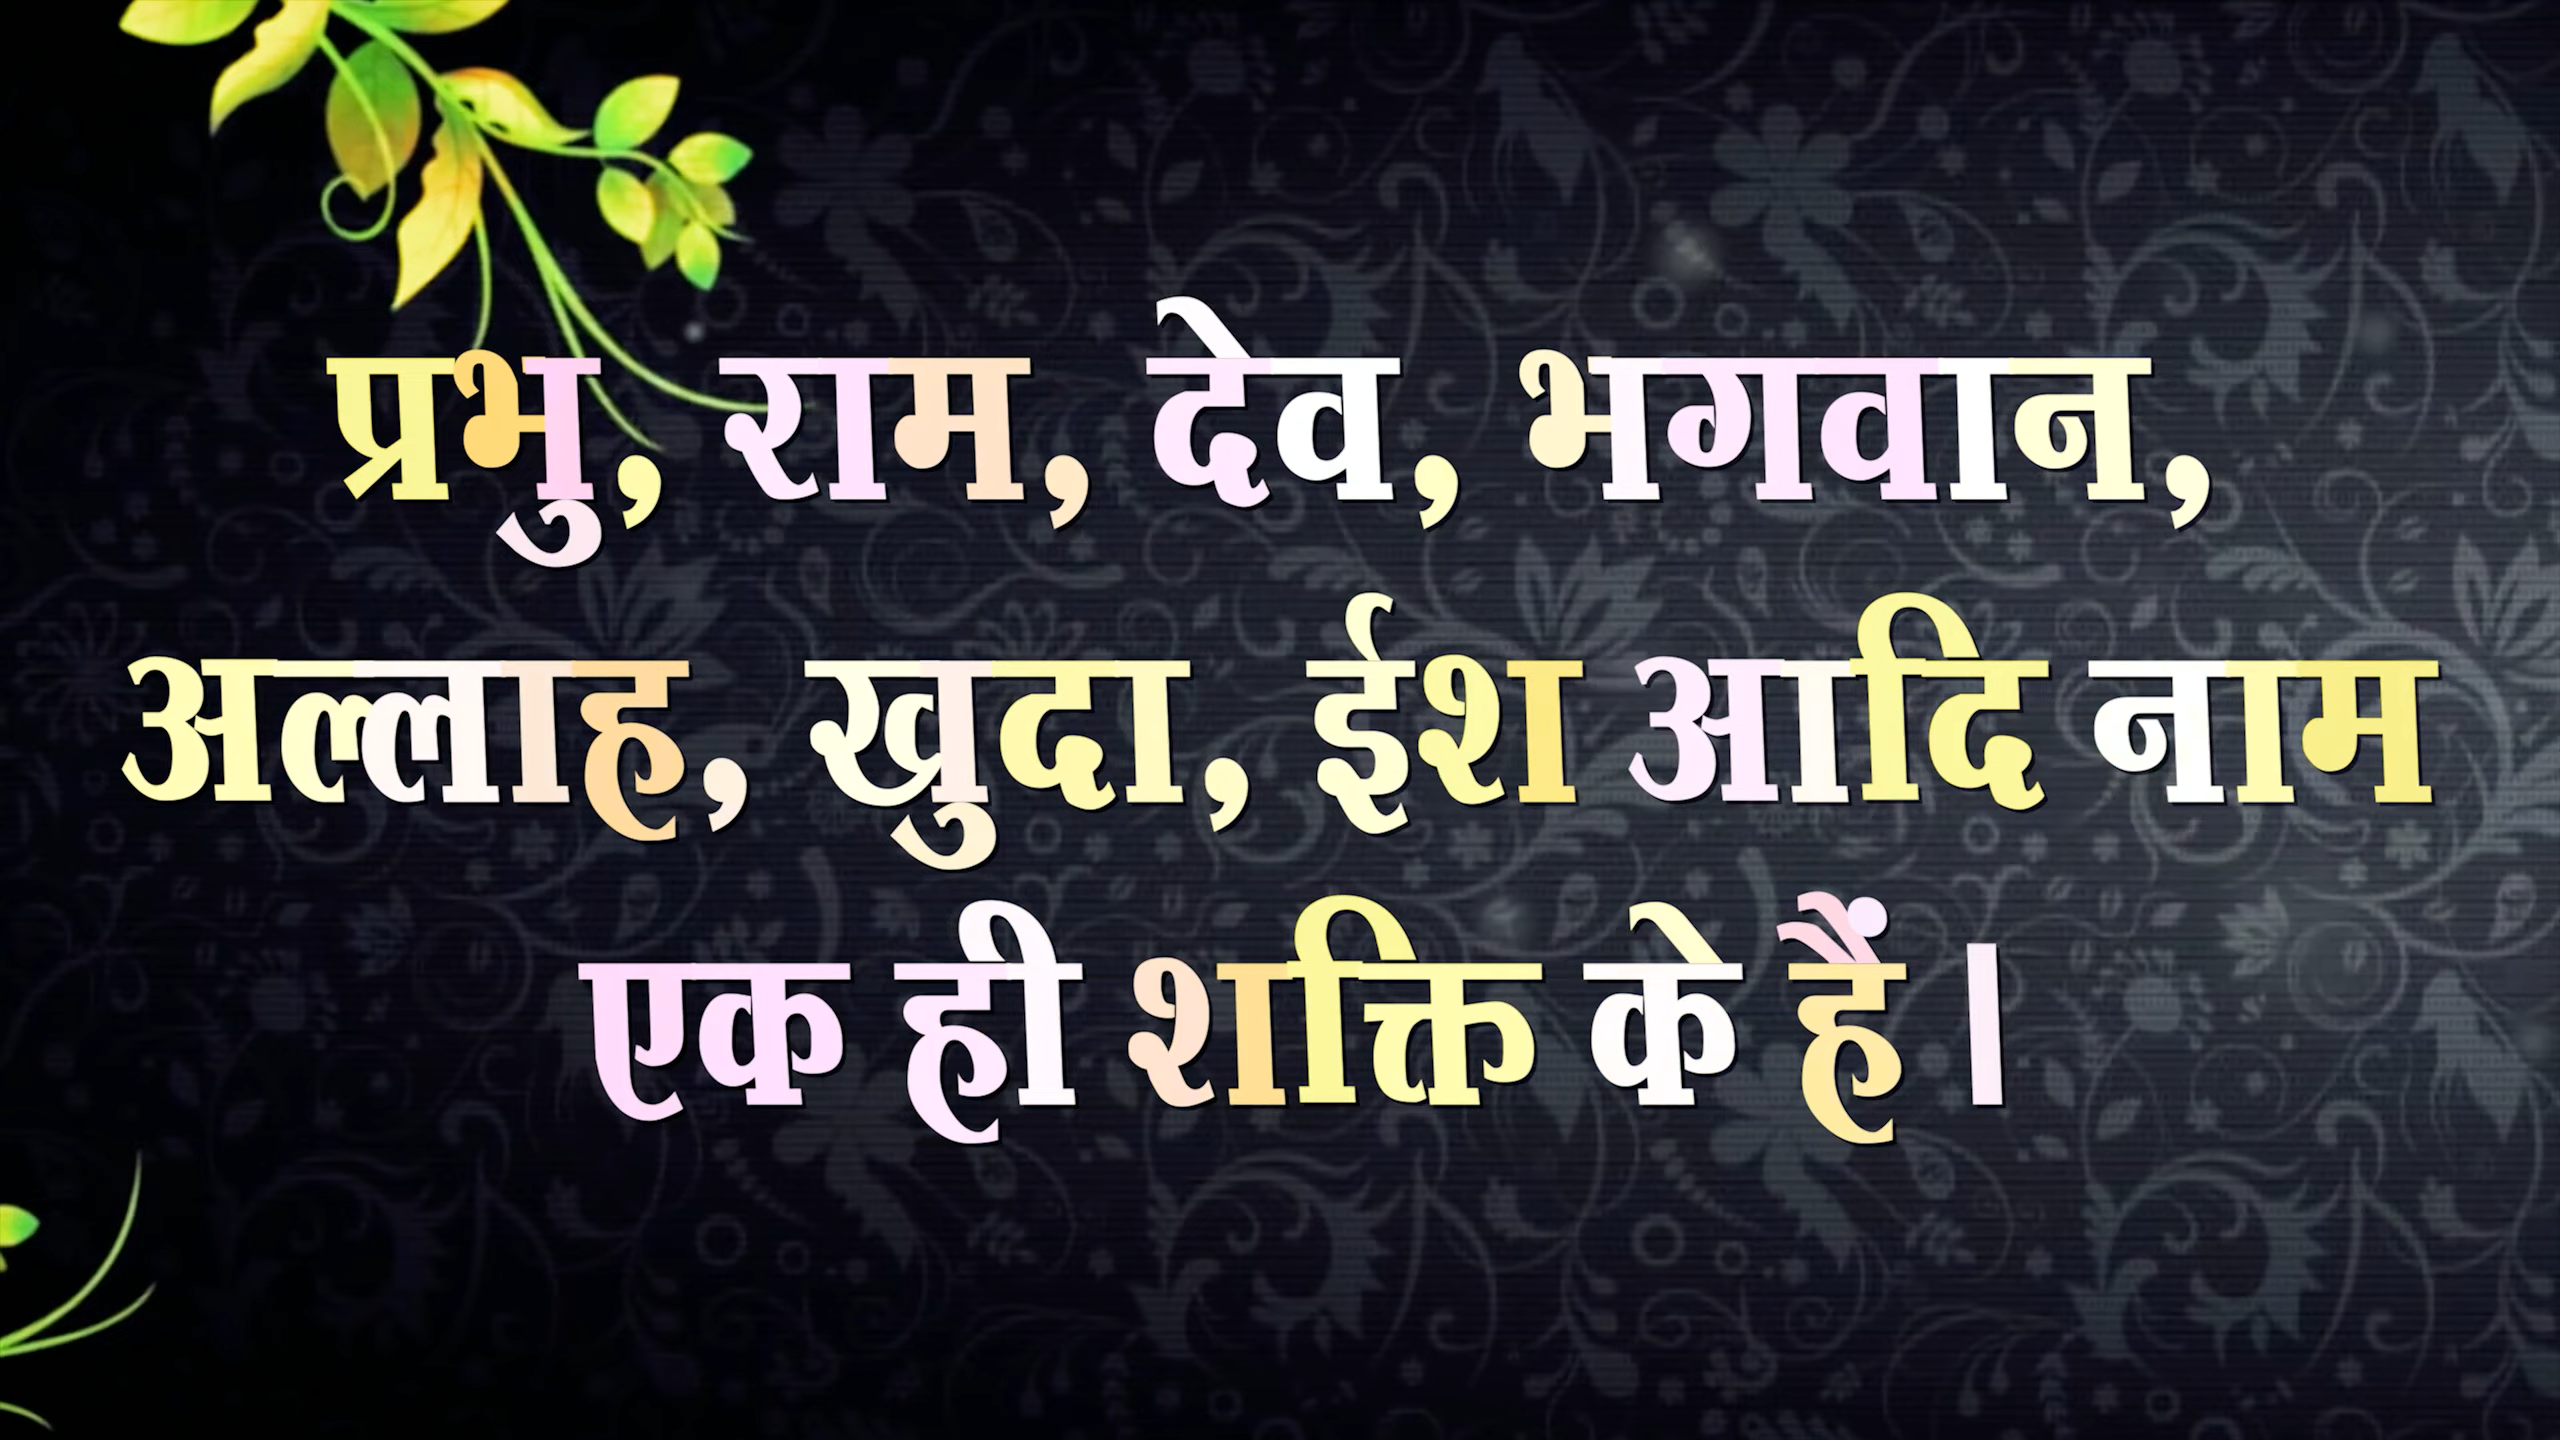 प्रभु, राम, देव, भगवान,
अल्लाह, खुदा, ईश आदि नाम
एक ही शक्ति के हैं।